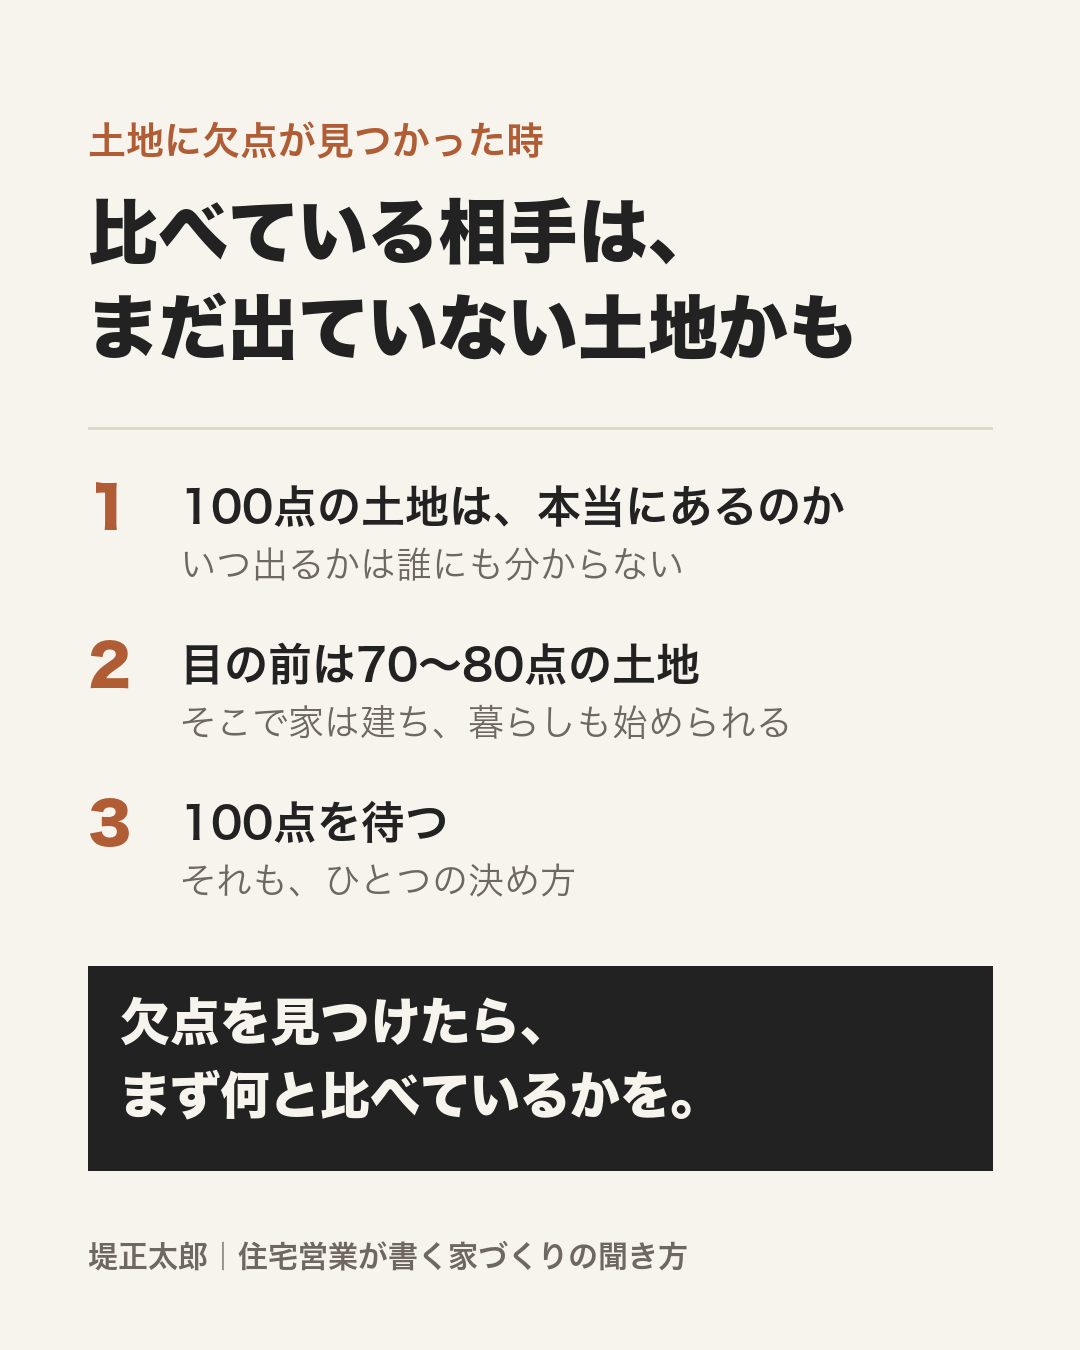 土地に欠点が見つかった時
比べている相手は、
まだ出ていない土地かも
1
100点の土地は、本当にあるのか
いつ出るかは誰にも分からない
2
目の前は70〜80点の土地
そこで家は建ち、暮らしも始められる
3
100点を待つ
それも、ひとつの決め方
欠点を見つけたら、
まず何と比べているかを。
堤正太郎｜住宅営業が書く家づくりの聞き方